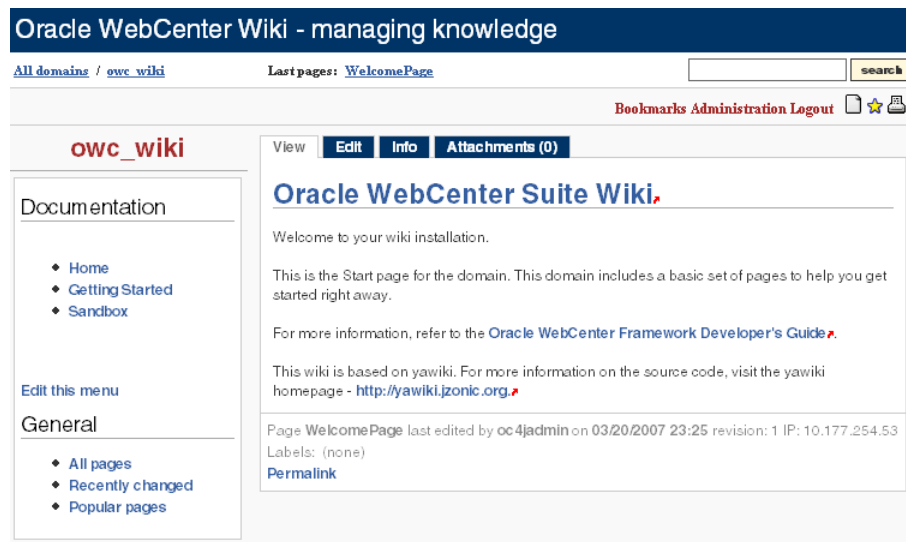 Oracle WebCenter Wiki - managing knowledge
All domains / owc_wiki Last pages: WelcomePage search
Bookmarks Administration Logout
owc_wiki
View Edit Info Attachments (0)
Documentation
Home
Getting Started
Sandbox
Edit this menu
General
All pages
Recently changed
Popular pages
Oracle WebCenter Suite Wiki
Welcome to your wiki installation.
This is the Start page for the domain. This domain includes a basic set of pages to help you get
started right away.
For more information, refer to the Oracle WebCenter Framework Developer's Guide.
This wiki is based on yawiki. For more information on the source code, visit the yawiki
homepage - http://yawiki.jzonic.org.
Page WelcomePage last edited by oc4jadmin on 03/20/2007 23:25 revision: 1 IP: 10.177.254.53
Labels: (none)
Permalink